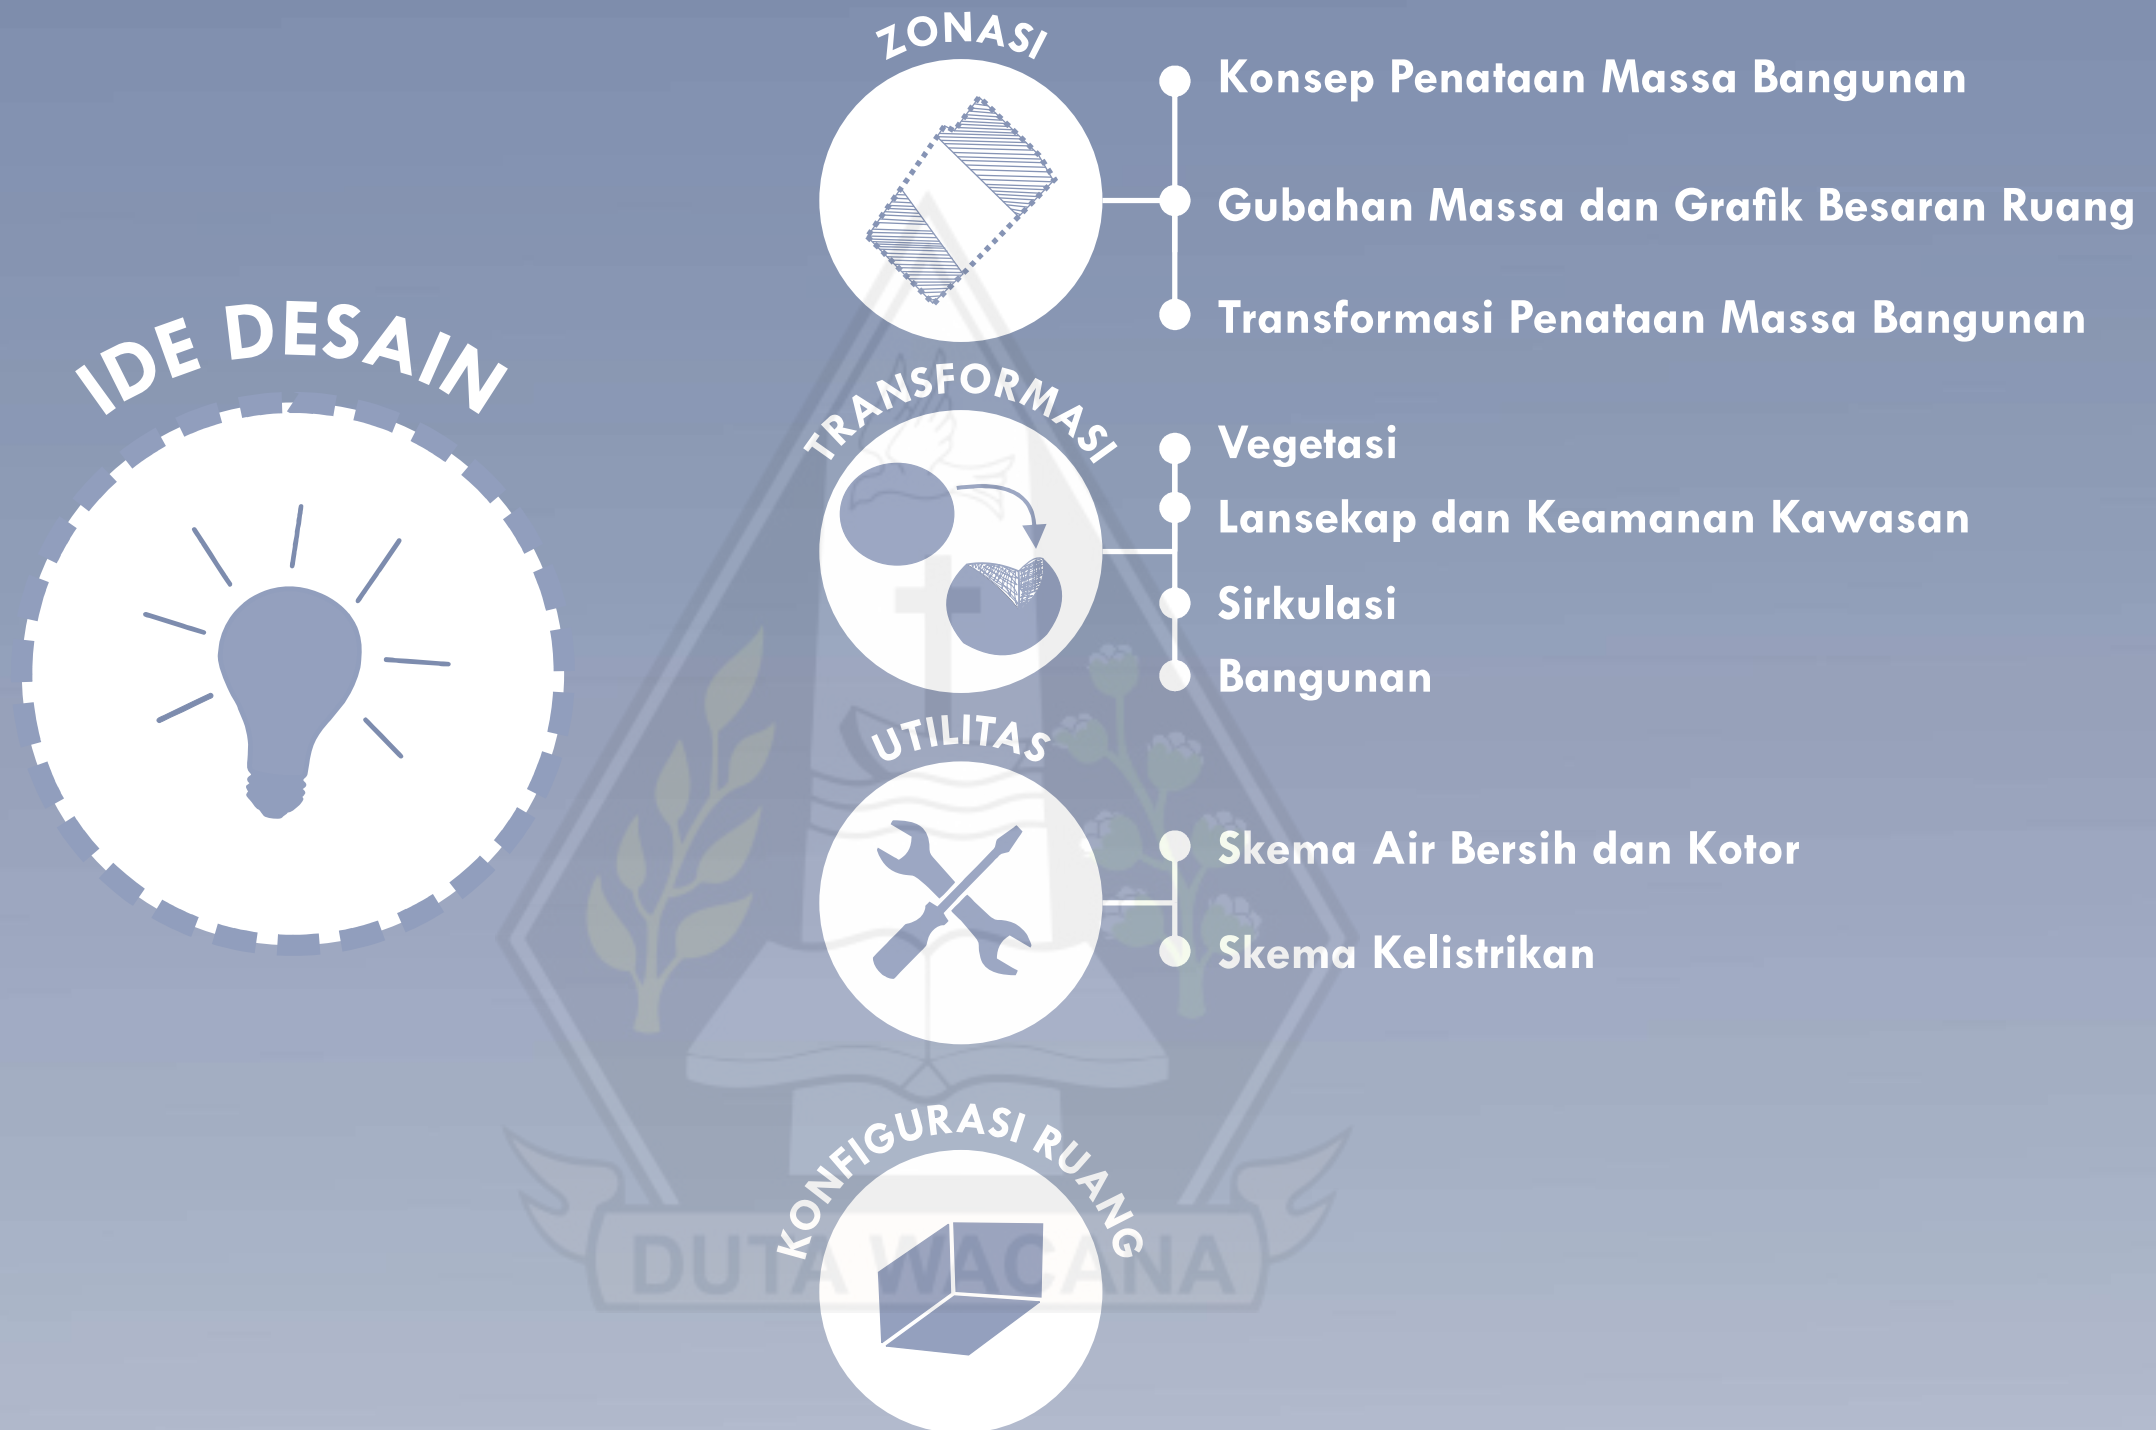 IDE DESAIN
ZONASI
Konsep Penataan Massa Bangunan
Gubahan Massa dan Grafik Besaran Ruang
Transformasi Penataan Massa Bangunan
TRANSFORMASI
Vegetasi
Lansekap dan Keamanan Kawasan
Sirkulasi
Bangunan
UTILITAS
Skema Air Bersih dan Kotor
Skema Kelistrikan
KONFIGURASI RUANG
DUTA WACANA